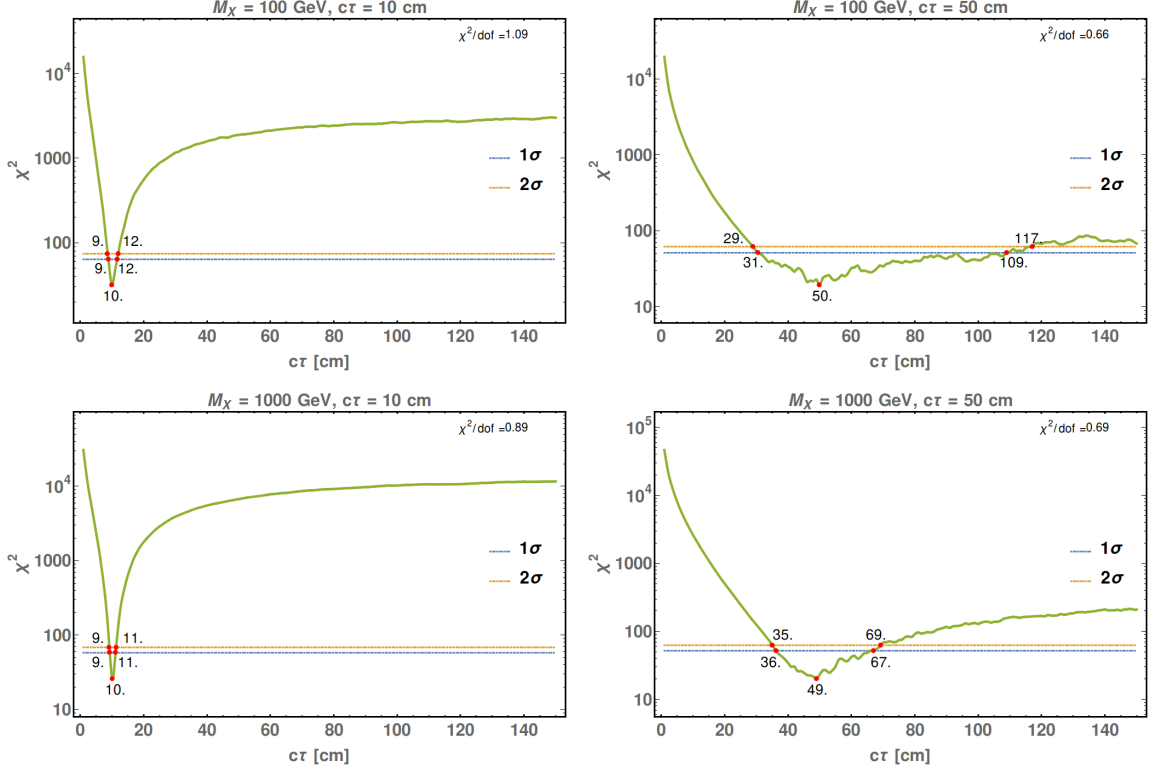 Mχ = 100 GeV, cτ = 10 cm
χ²/dof =1.09
10⁴
1000
100
χ²
1σ
2σ
9.
12.
9.
12.
10.
0 20 40 60 80 100 120 140
cτ [cm]
Mχ = 100 GeV, cτ = 50 cm
χ²/dof =0.66
10⁴
1000
100
10
χ²
1σ
2σ
29.
117.
31.
109.
50.
0 20 40 60 80 100 120 140
cτ [cm]
Mχ = 1000 GeV, cτ = 10 cm
χ²/dof =0.89
10⁴
1000
100
10
χ²
1σ
2σ
9.
11.
9.
11.
10.
0 20 40 60 80 100 120 140
cτ [cm]
Mχ = 1000 GeV, cτ = 50 cm
χ²/dof =0.69
10⁵
10⁴
1000
100
10
χ²
1σ
2σ
35.
69.
36.
67.
49.
0 20 40 60 80 100 120 140
cτ [cm]